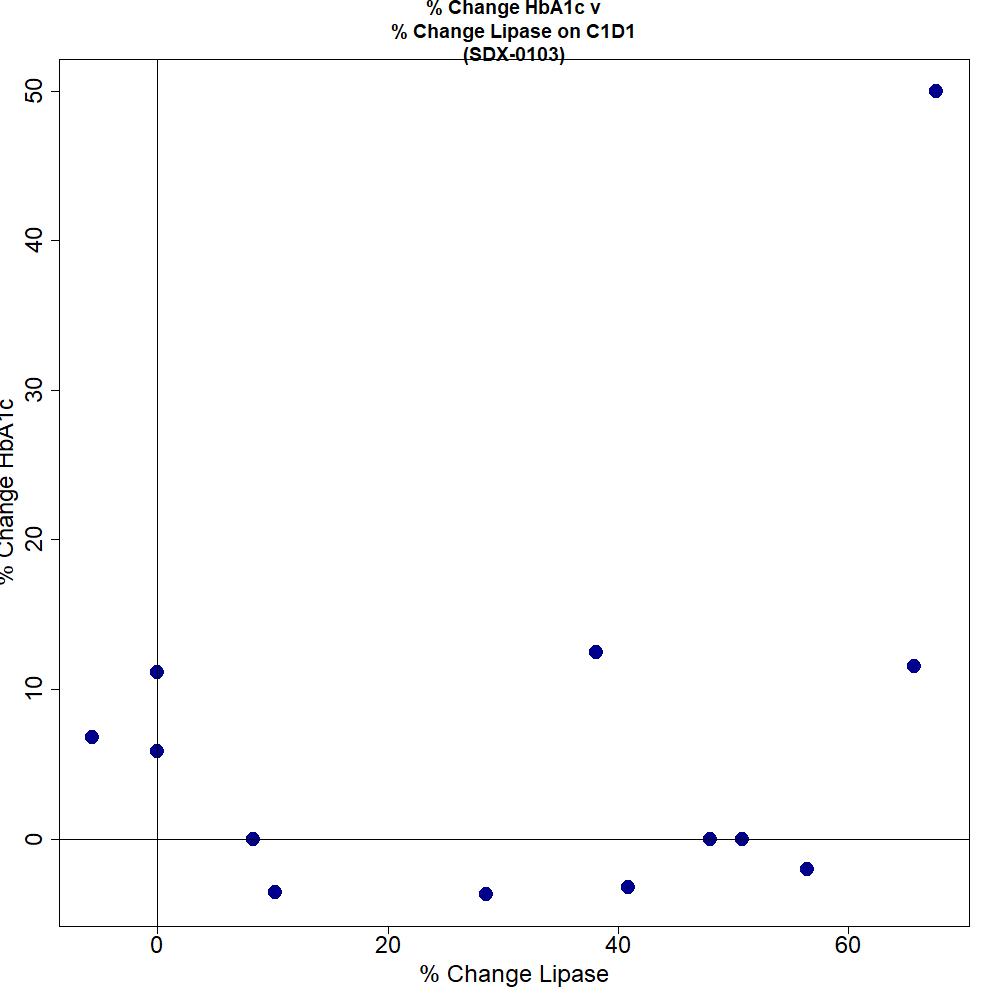 % Change HbA1c v
% Change Lipase on C1D1
(SDX-0103)
% Change HbA1c
50
40
30
20
10
0
0 20 40 60
% Change Lipase